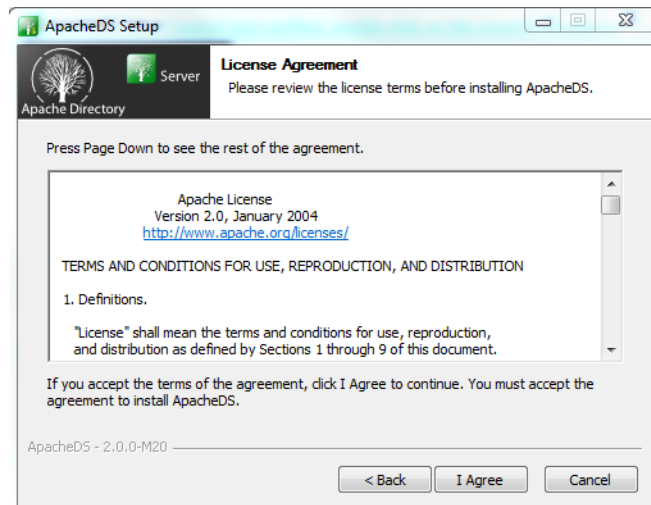 ApacheDS Setup
Apache Directory
Server
License Agreement
Please review the license terms before installing ApacheDS.
Press Page Down to see the rest of the agreement.
Apache License
Version 2.0, January 2004
http://www.apache.org/licenses/
TERMS AND CONDITIONS FOR USE, REPRODUCTION, AND DISTRIBUTION
1. Definitions.
"License" shall mean the terms and conditions for use, reproduction,
and distribution as defined by Sections 1 through 9 of this document.
If you accept the terms of the agreement, click I Agree to continue. You must accept the
agreement to install ApacheDS.
ApacheDS - 2.0.0-M20
< Back
I Agree
Cancel